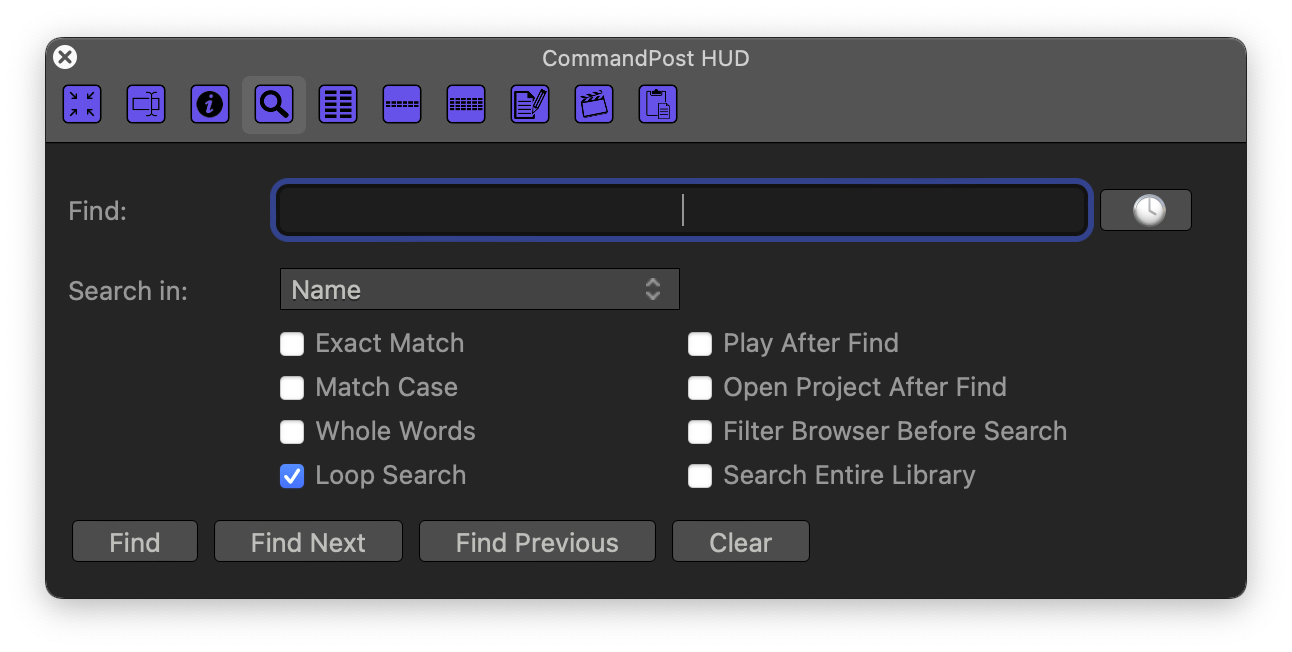 CommandPost HUD
Find:
Search in:
Name
Exact Match
Play After Find
Match Case
Open Project After Find
Whole Words
Filter Browser Before Search
Loop Search
Search Entire Library
Find
Find Next
Find Previous
Clear